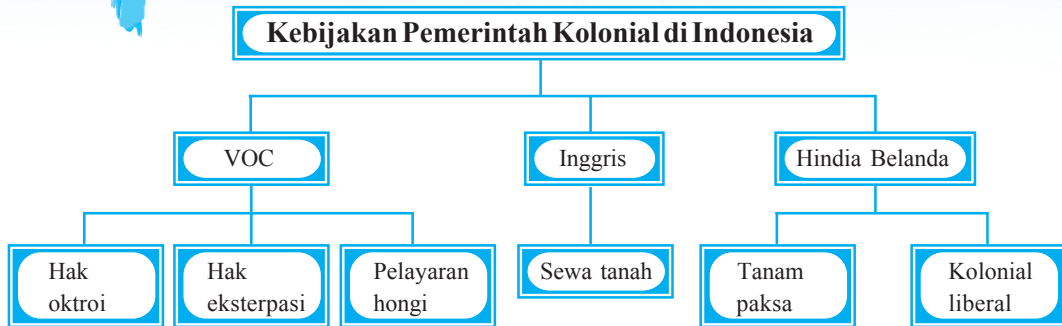 Kebijakan Pemerintah Kolonial di Indonesia
VOC
Inggris
Hindia Belanda
Hak
oktroi
Hak
eksterpasi
Pelayaran
hongi
Sewa tanah
Tanam
paksa
Kolonial
liberal